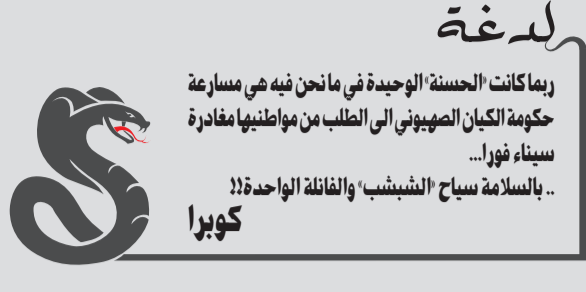 لدغة
ربما كانت «الحسنة» الوحيدة في ما نحن فيه هي مسارعة
حكومة الكيان الصهيوني الى الطلب من مواطنيها مغادرة
سيناء فورا...
.. بالسلامة سياح «الشبشب» والفانلة الواحدة!!
كوبرا